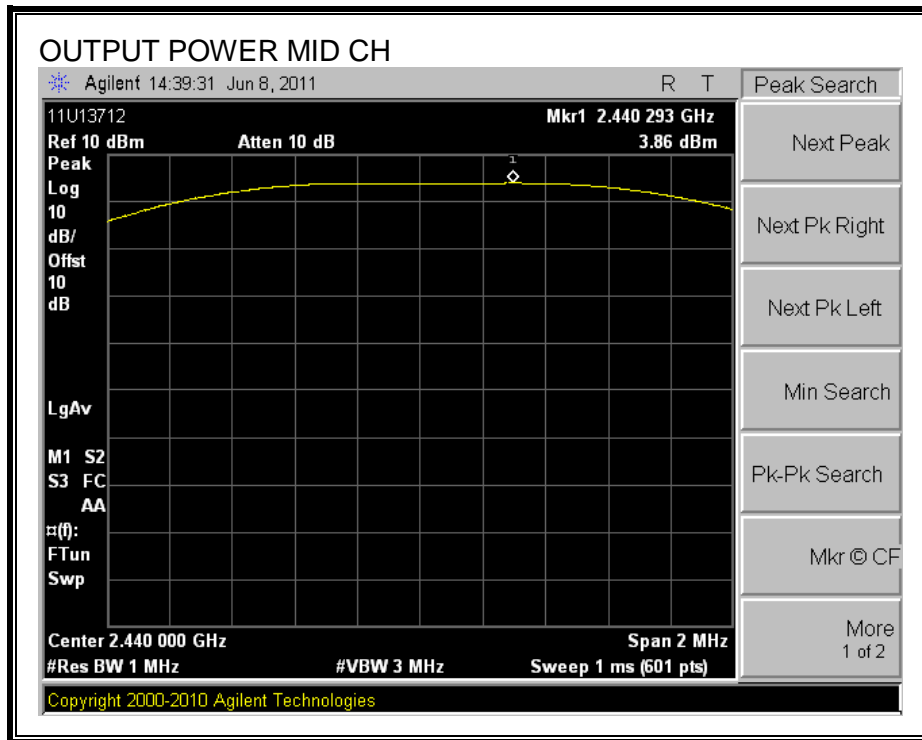 OUTPUT POWER MID CH
Agilent 14:39:31 Jun 8, 2011 R T
Peak Search
11U13712 Mkr1 2.440 293 GHz
Ref 10 dBm Atten 10 dB 3.86 dBm
Peak
Log
10
dB/
Offst
10
dB
1
LgAv
M1 S2
S3 FC
AA
¤(f):
FTun
Swp
Center 2.440 000 GHz Span 2 MHz
#Res BW 1 MHz #VBW 3 MHz Sweep 1 ms (601 pts)
Copyright 2000-2010 Agilent Technologies
Next Peak
Next Pk Right
Next Pk Left
Min Search
Pk-Pk Search
Mkr © CF
More
1 of 2